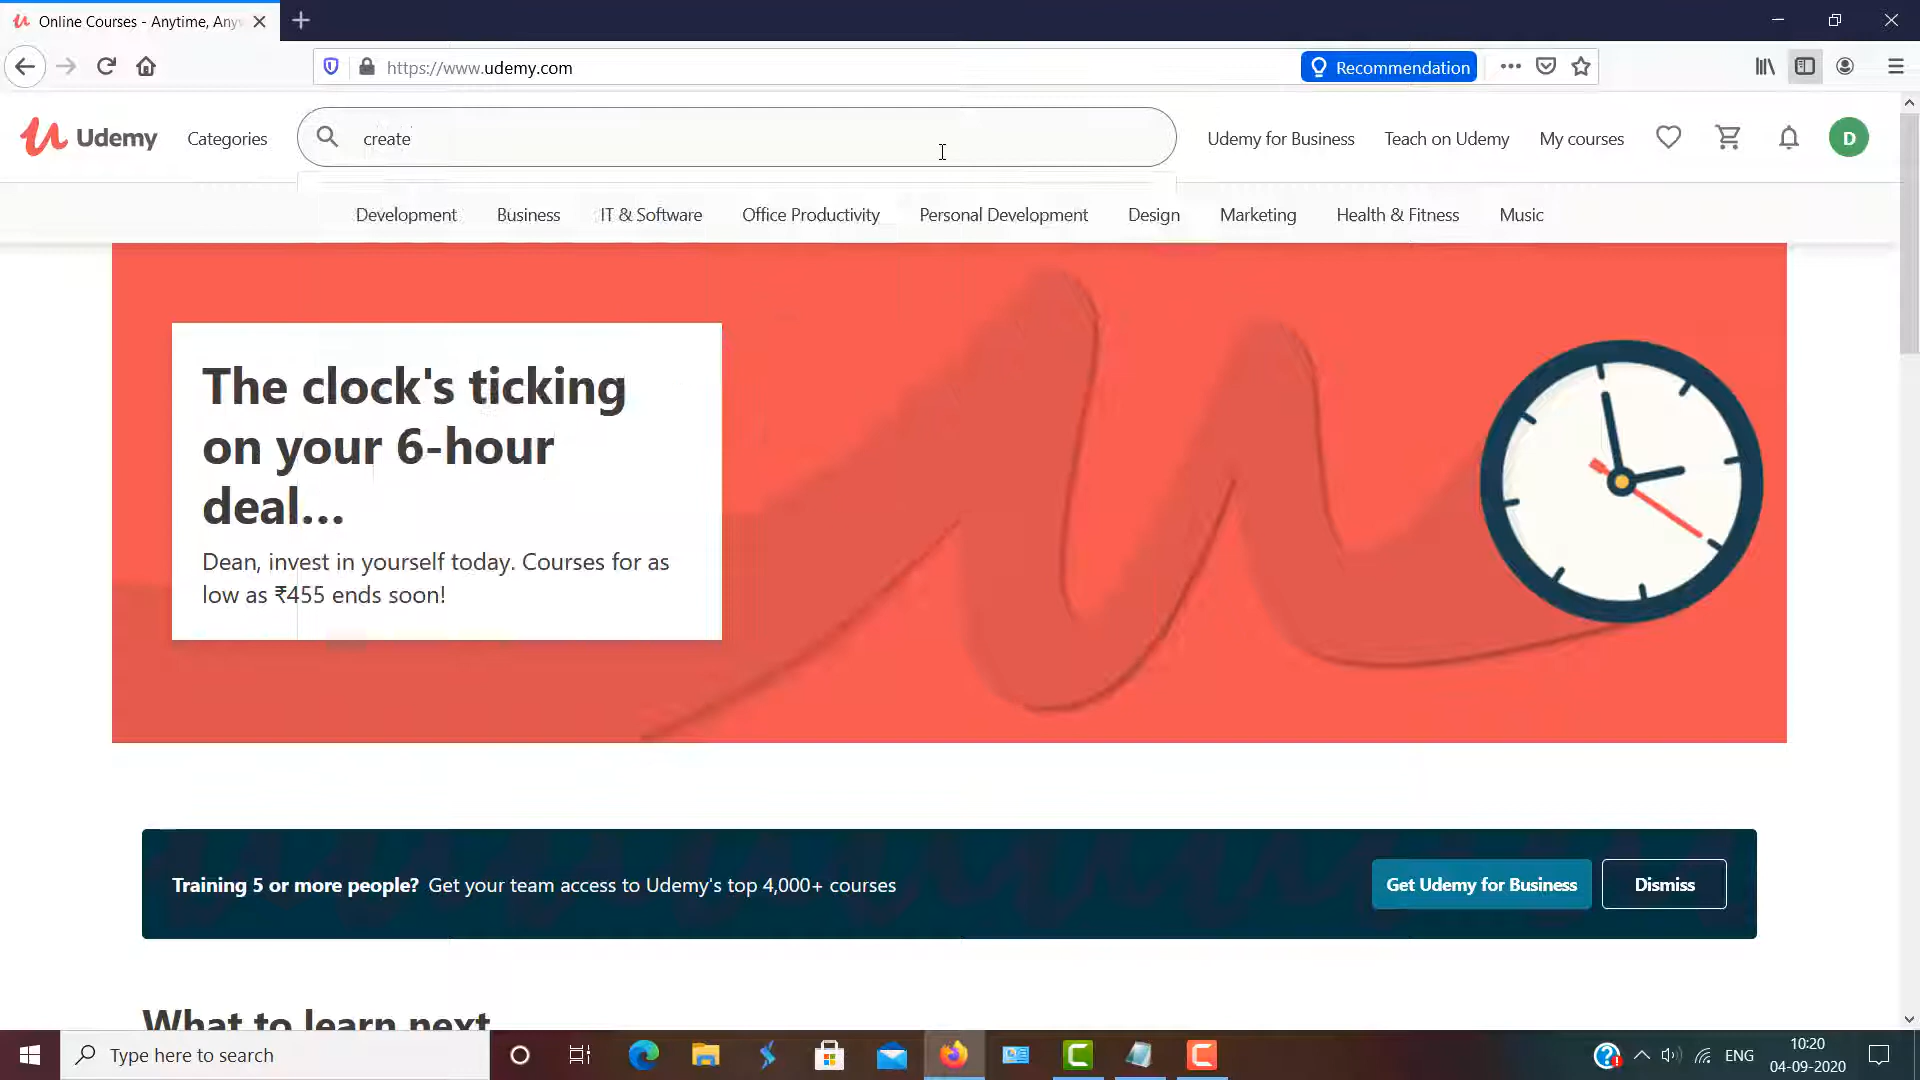 Online Courses - Anytime, Any
https://www.udemy.com
Recommendation
Udemy
Categories
create
Udemy for Business
Teach on Udemy
My courses
D
Development
Business
IT & Software
Office Productivity
Personal Development
Design
Marketing
Health & Fitness
Music
The clock's ticking
on your 6-hour
deal...
Dean, invest in yourself today. Courses for as
low as ₹455 ends soon!
Training 5 or more people? Get your team access to Udemy's top 4,000+ courses
Get Udemy for Business
Dismiss
What to learn next
Type here to search
ENG
10:20
04-09-2020